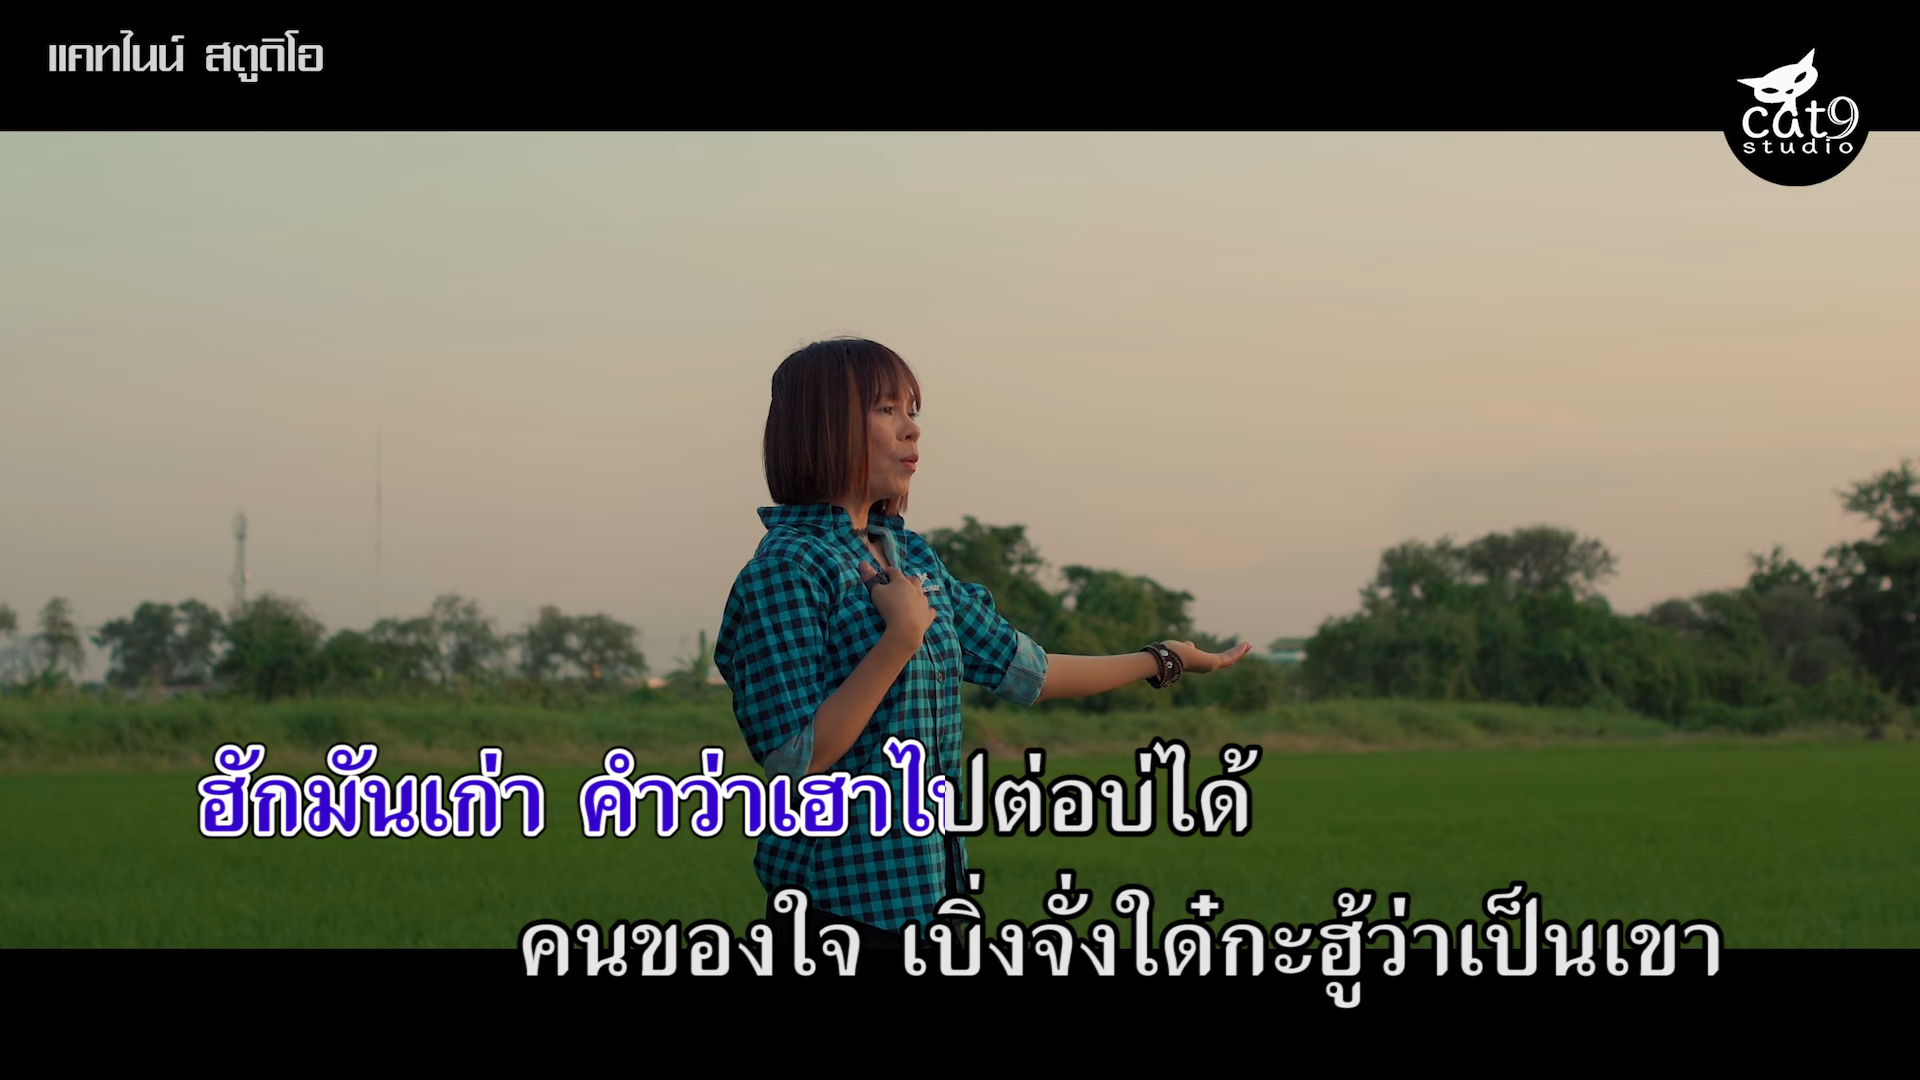 แคทไนน์ สตูดิโอ
cat9
studio
ฮักมันเก่า คำว่าเฮาไปต่อบ่ได้
คนของใจ เบิ่งจั่งใด๋กะฮู้ว่าเป็นเขา